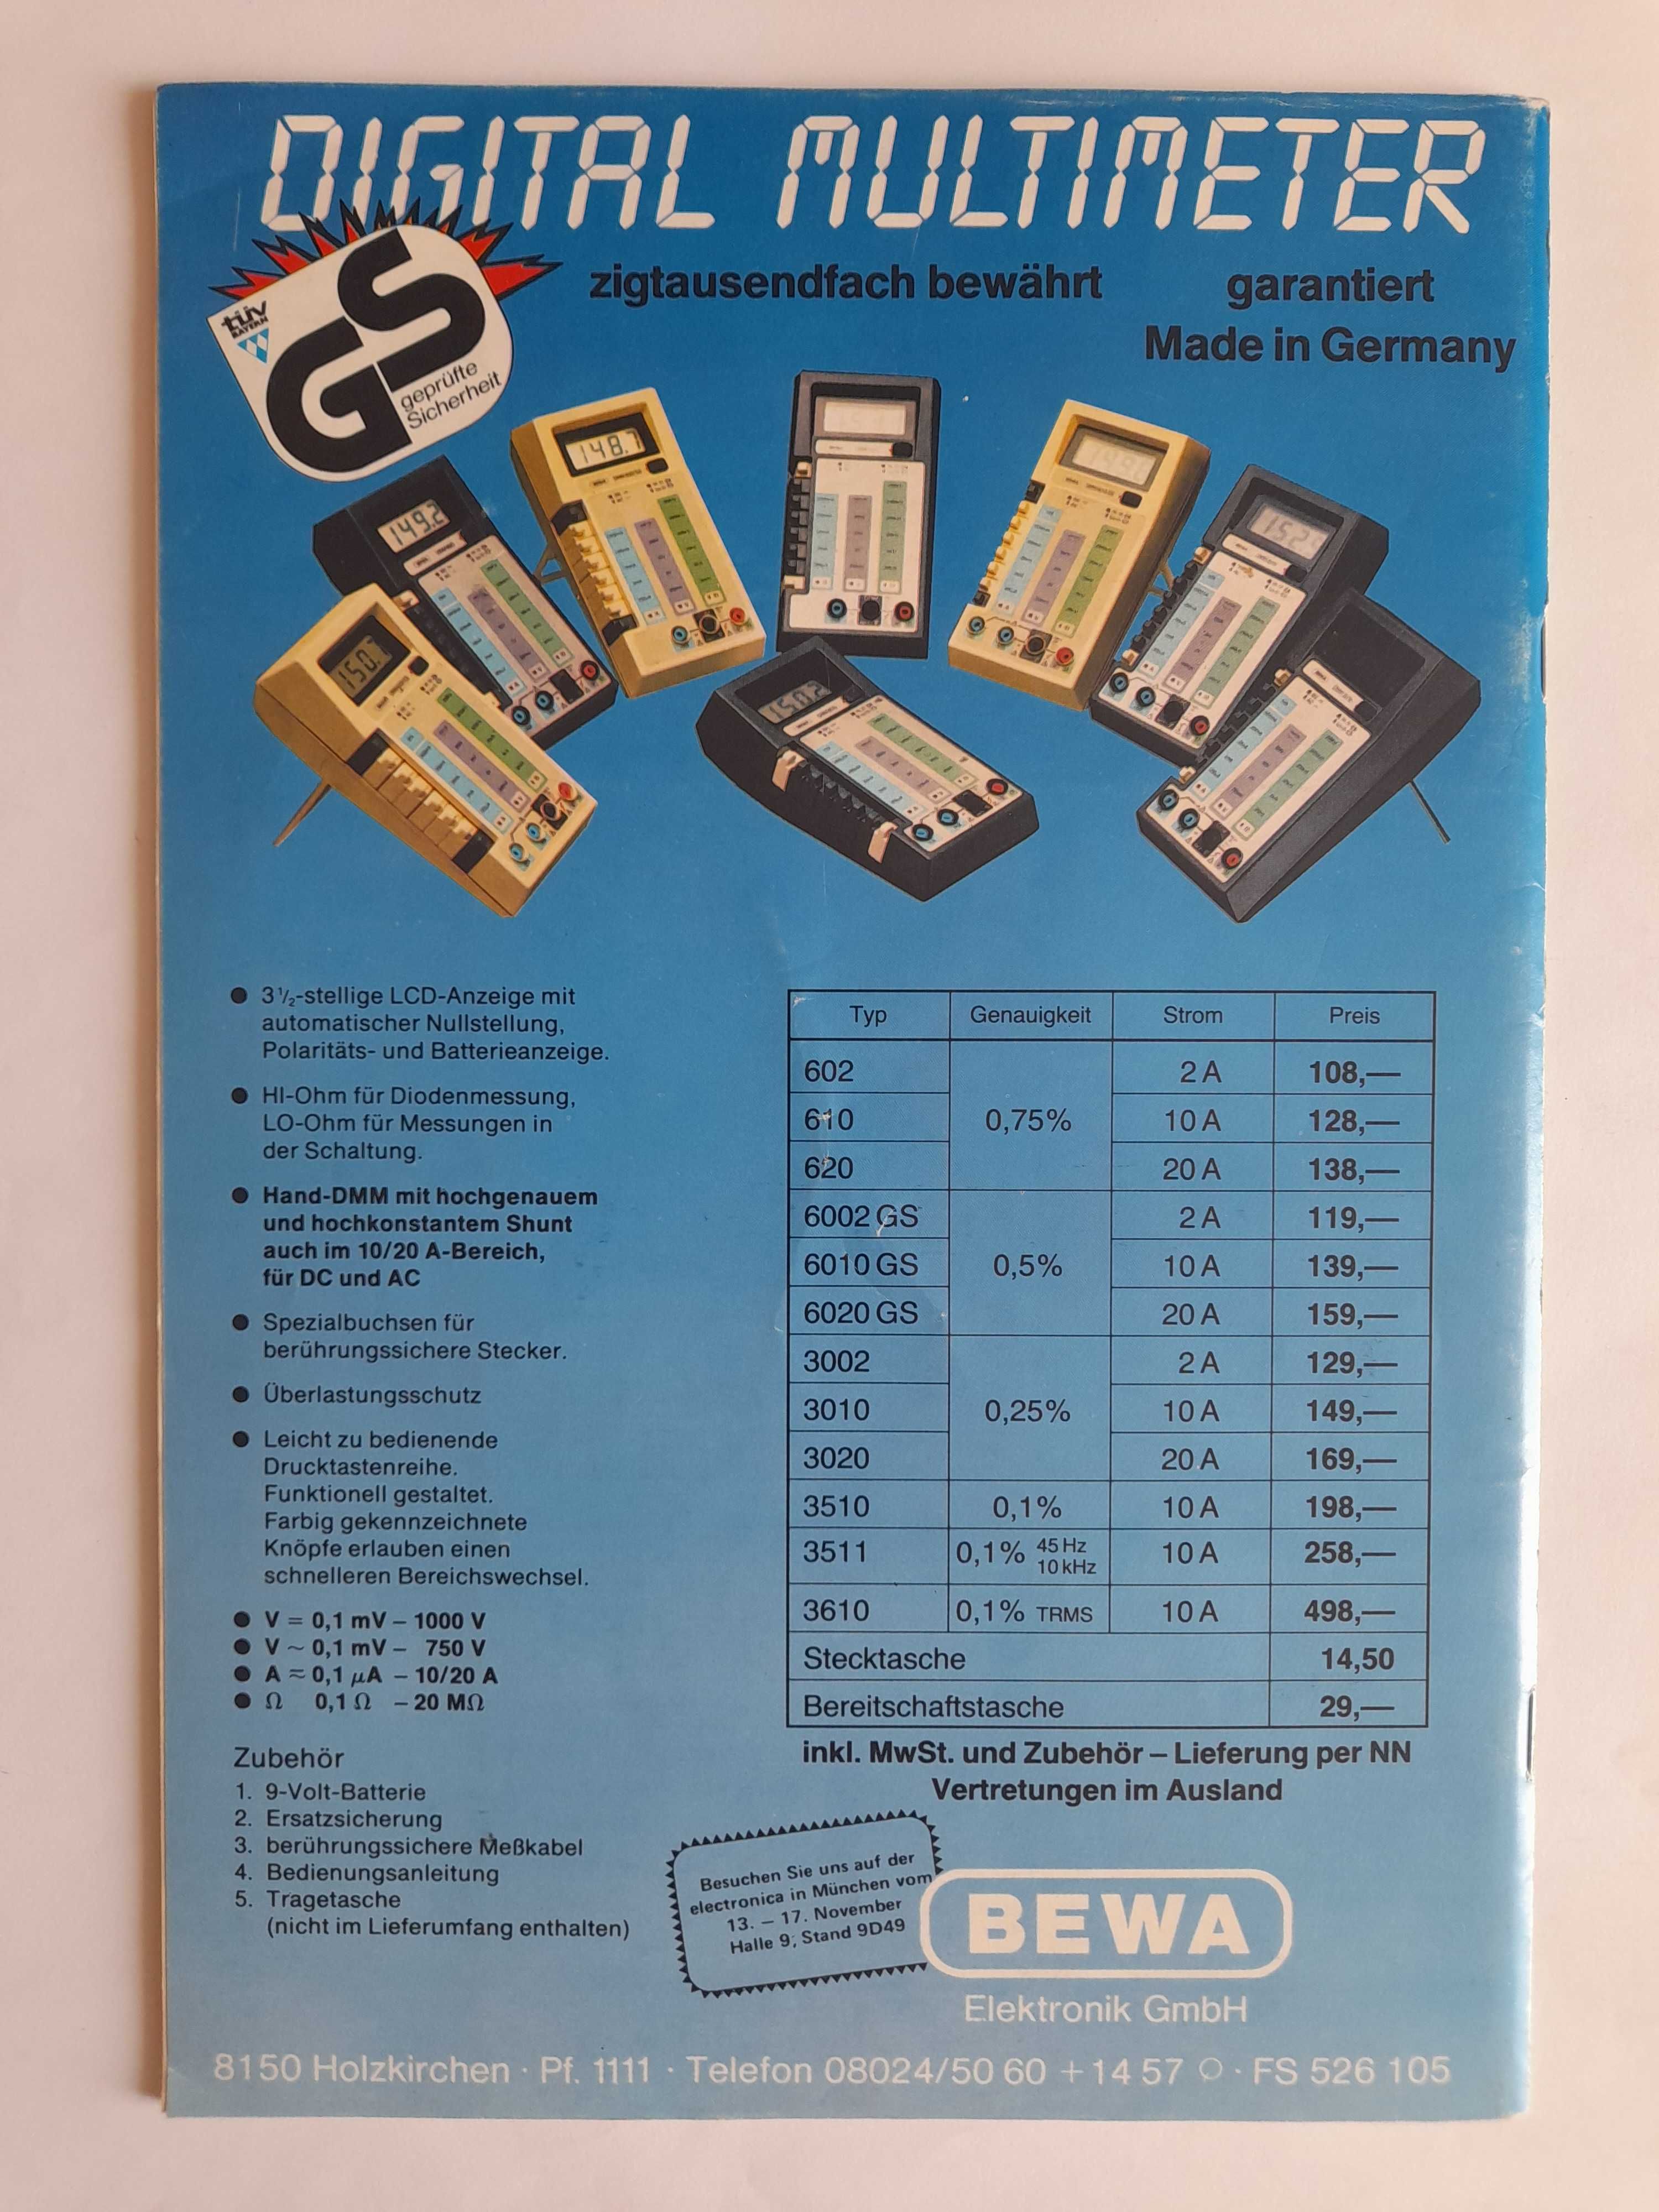 DIGITAL MULTIMETER
zigtausendfach bewährt
garantiert
Made in Germany
TÜV
BAYERN
GS
geprüfte
Sicherheit
149.2
148.7
152
150.
150.2
● 3½-stellige LCD-Anzeige mit
automatischer Nullstellung,
Polaritäts- und Batterieanzeige.
● HI-Ohm für Diodenmessung,
LO-Ohm für Messungen in
der Schaltung.
● Hand-DMM mit hochgenauem
und hochkonstantem Shunt
auch im 10/20 A-Bereich,
für DC und AC
● Spezialbuchsen für
berührungssichere Stecker.
● Überlastungsschutz
● Leicht zu bedienende
Drucktastenreihe.
Funktionell gestaltet.
Farbig gekennzeichnete
Knöpfe erlauben einen
schnelleren Bereichswechsel.
● V = 0,1 mV – 1000 V
● V ~ 0,1 mV – 750 V
● A ≂ 0,1 µA – 10/20 A
● Ω 0,1 Ω – 20 MΩ
Zubehör
1. 9-Volt-Batterie
2. Ersatzsicherung
3. berührungssichere Meßkabel
4. Bedienungsanleitung
5. Tragetasche
(nicht im Lieferumfang enthalten)
Typ Genauigkeit Strom Preis
602 2 A 108,—
610 0,75% 10 A 128,—
620 20 A 138,—
6002 GS 2 A 119,—
6010 GS 0,5% 10 A 139,—
6020 GS 20 A 159,—
3002 2 A 129,—
3010 0,25% 10 A 149,—
3020 20 A 169,—
3510 0,1% 10 A 198,—
3511 0,1% 45 Hz 10 kHz 10 A 258,—
3610 0,1% TRMS 10 A 498,—
Stecktasche 14,50
Bereitschaftstasche 29,—
inkl. MwSt. und Zubehör – Lieferung per NN
Vertretungen im Ausland
Besuchen Sie uns auf der
electronica in München vom
13. – 17. November
Halle 9, Stand 9D49
BEWA
Elektronik GmbH
8150 Holzkirchen · Pf. 1111 · Telefon 08024/50 60 + 14 57 · FS 526 105